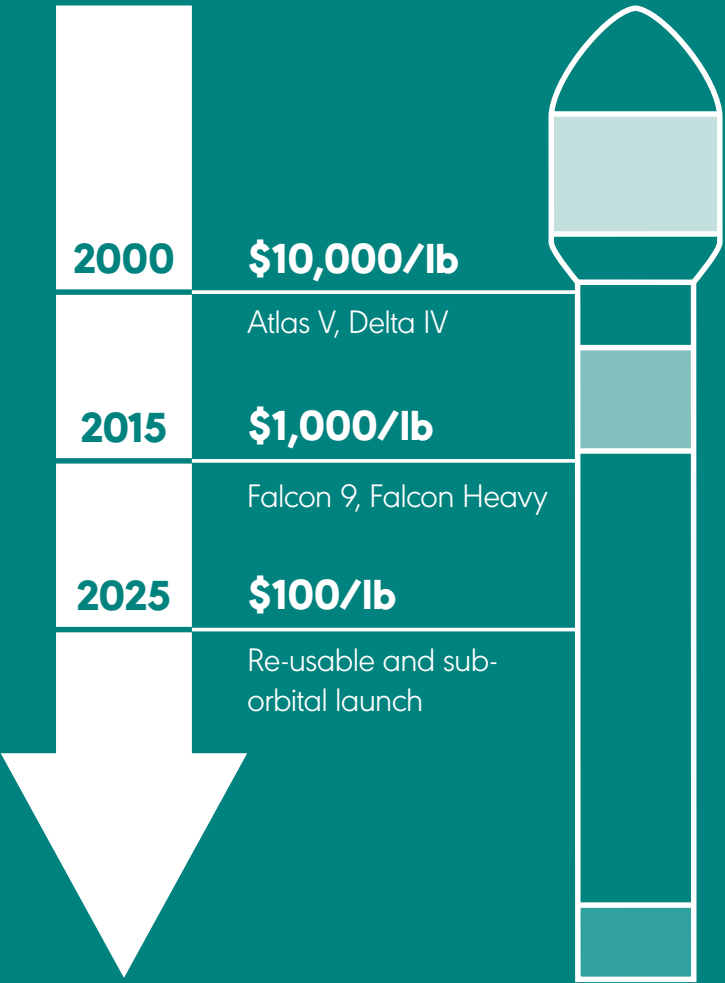 2000
$10,000/lb
Atlas V, Delta IV
2015
$1,000/lb
Falcon 9, Falcon Heavy
2025
$100/lb
Re-usable and sub-
orbital launch